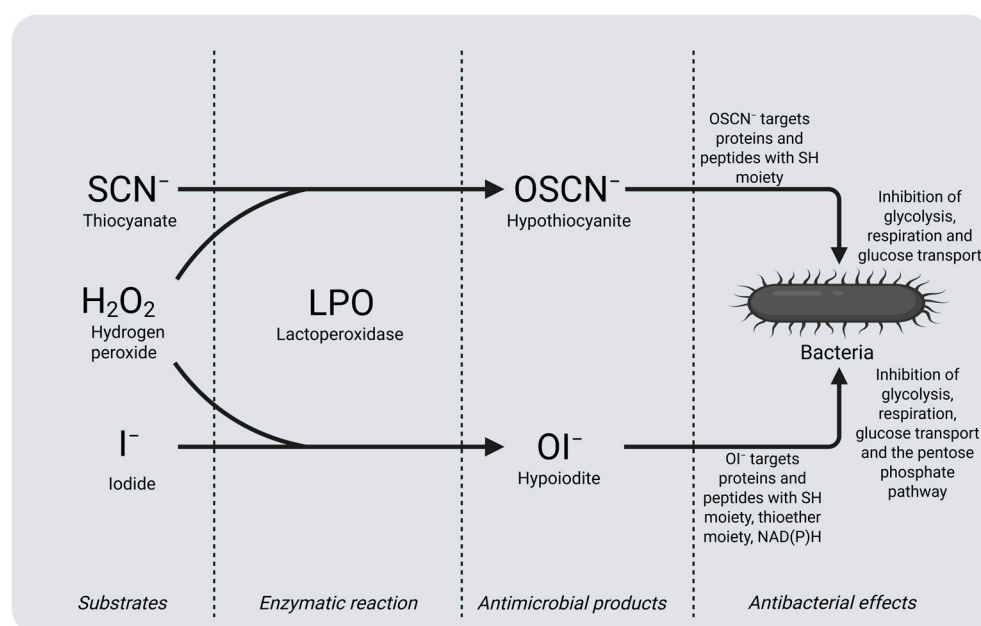 OSCN⁻ targets
proteins and
peptides with SH
moiety
SCN⁻
Thiocyanate
OSCN⁻
Hypothiocyanite
Inhibition of
glycolysis,
respiration and
glucose transport
H₂O₂
Hydrogen
peroxide
LPO
Lactoperoxidase
Bacteria
I⁻
Iodide
OI⁻
Hypoiodite
OI⁻ targets
proteins and
peptides with SH
moiety, thioether
moiety, NAD(P)H
Inhibition of
glycolysis,
respiration,
glucose transport
and the pentose
phosphate
pathway
Substrates
Enzymatic reaction
Antimicrobial products
Antibacterial effects